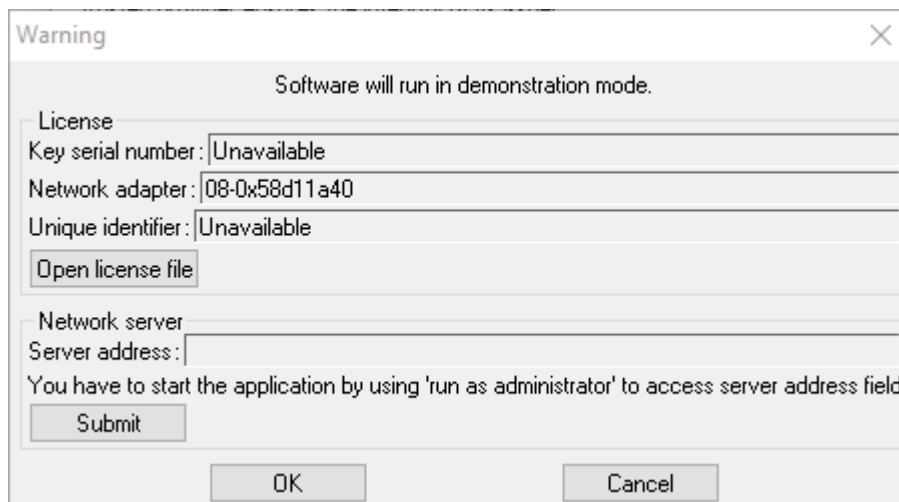 Warning
Software will run in demonstration mode.
License
Key serial number: Unavailable
Network adapter: 08-0x58d11a40
Unique identifier: Unavailable
Open license file
Network server
Server address:
You have to start the application by using 'run as administrator' to access server address field
Submit
OK Cancel